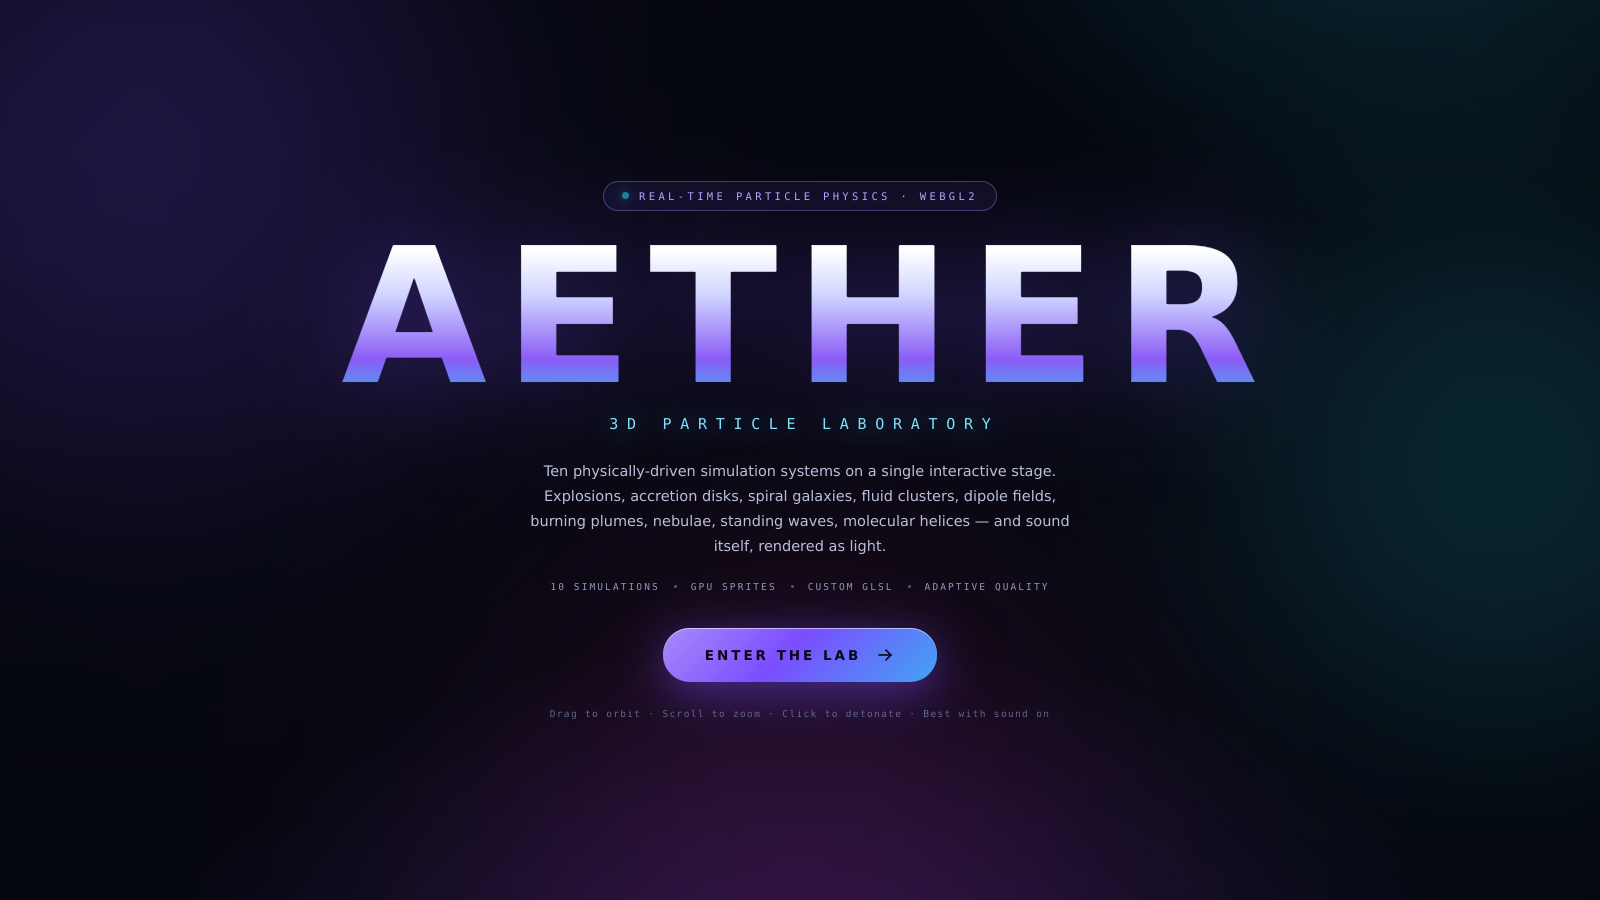 REAL-TIME PARTICLE PHYSICS · WEBGL2
AETHER
3D PARTICLE LABORATORY
Ten physically-driven simulation systems on a single interactive stage.
Explosions, accretion disks, spiral galaxies, fluid clusters, dipole fields,
burning plumes, nebulae, standing waves, molecular helices — and sound
itself, rendered as light.
10 SIMULATIONS • GPU SPRITES • CUSTOM GLSL • ADAPTIVE QUALITY
ENTER THE LAB →
Drag to orbit · Scroll to zoom · Click to detonate · Best with sound on